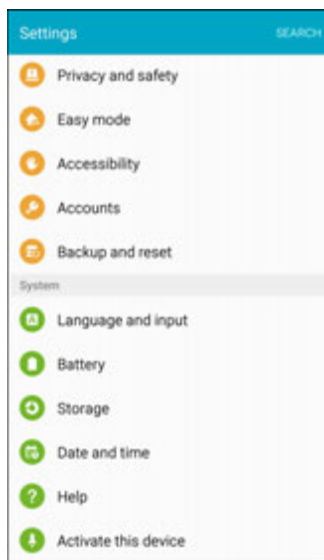 Settings
SEARCH
Privacy and safety
Easy mode
Accessibility
Accounts
Backup and reset
System
Language and input
Battery
Storage
Date and time
Help
Activate this device